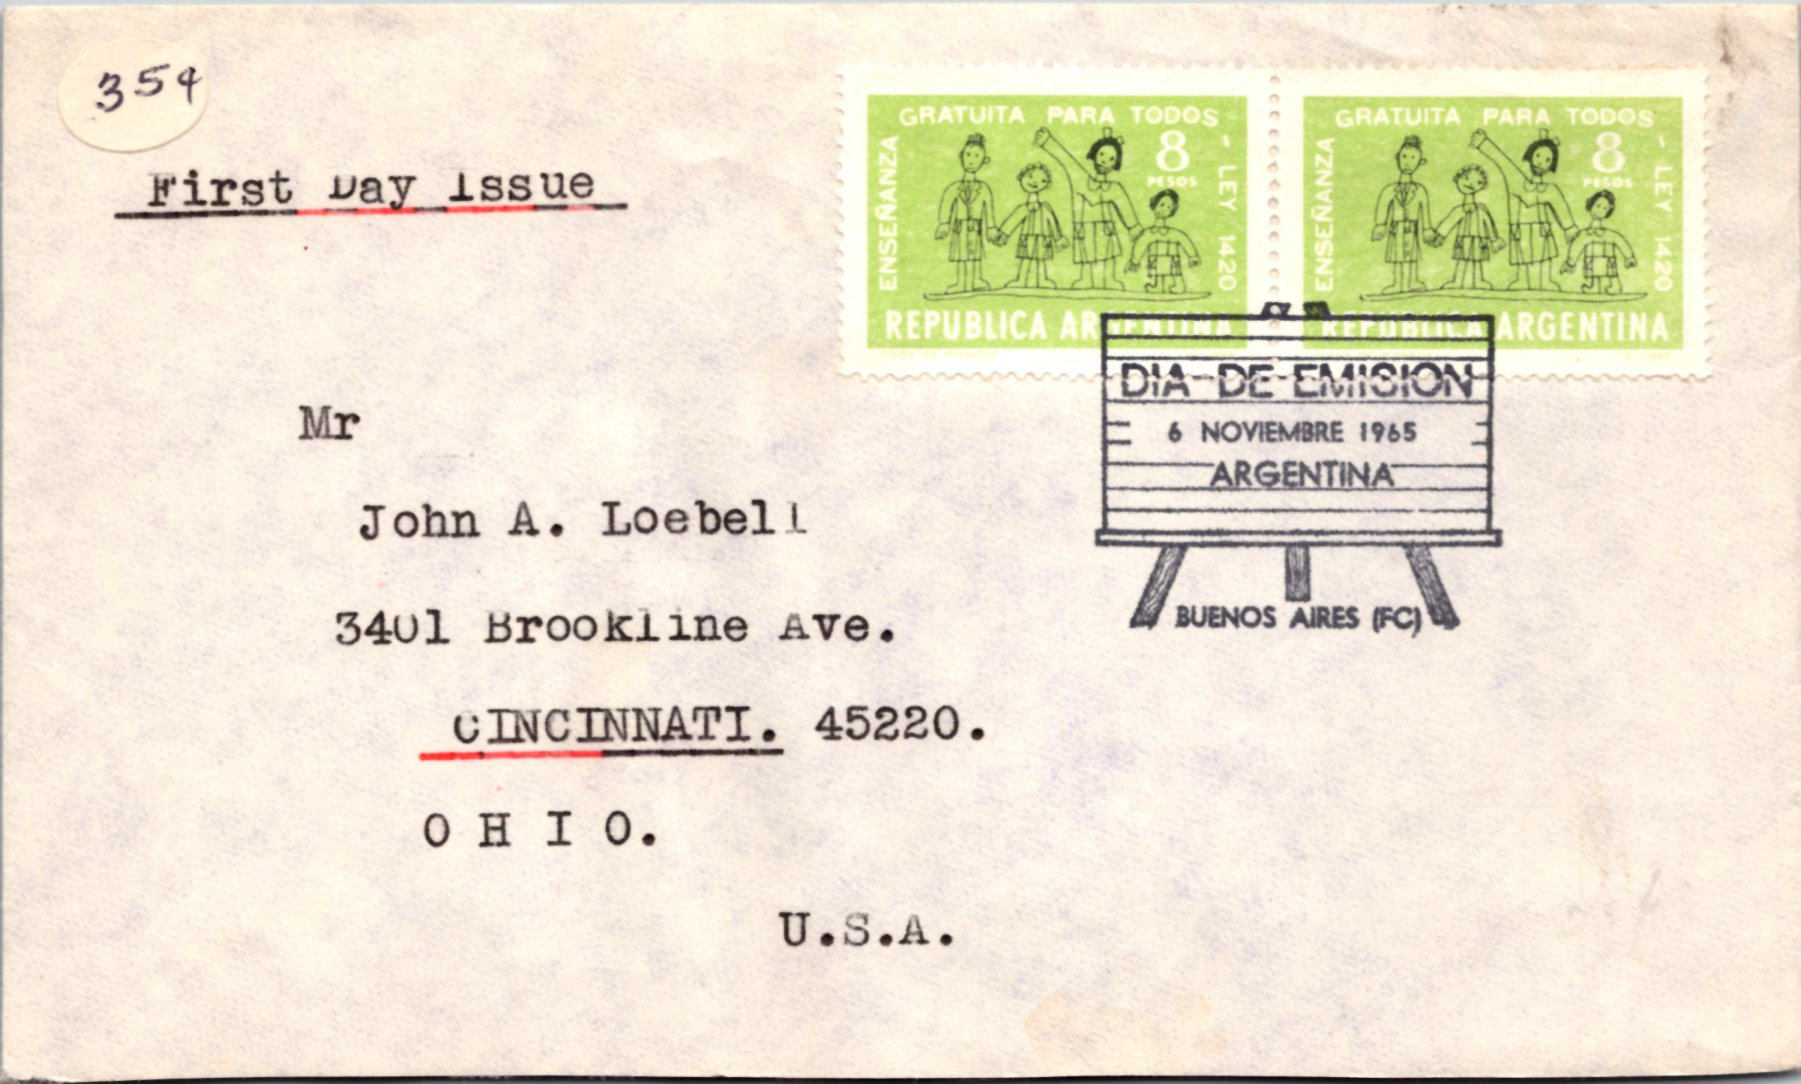 35¢
First Day Issue
ENSEÑANZA GRATUITA PARA TODOS - LEY 1420
8
PESOS
REPUBLICA ARGENTINA
ENSEÑANZA GRATUITA PARA TODOS - LEY 1420
8
PESOS
REPUBLICA ARGENTINA
DIA DE EMISION
6 NOVIEMBRE 1965
ARGENTINA
BUENOS AIRES (FC)
Mr
John A. Loebell
3401 Brookline Ave.
CINCINNATI. 45220.
O H I O.
U.S.A.